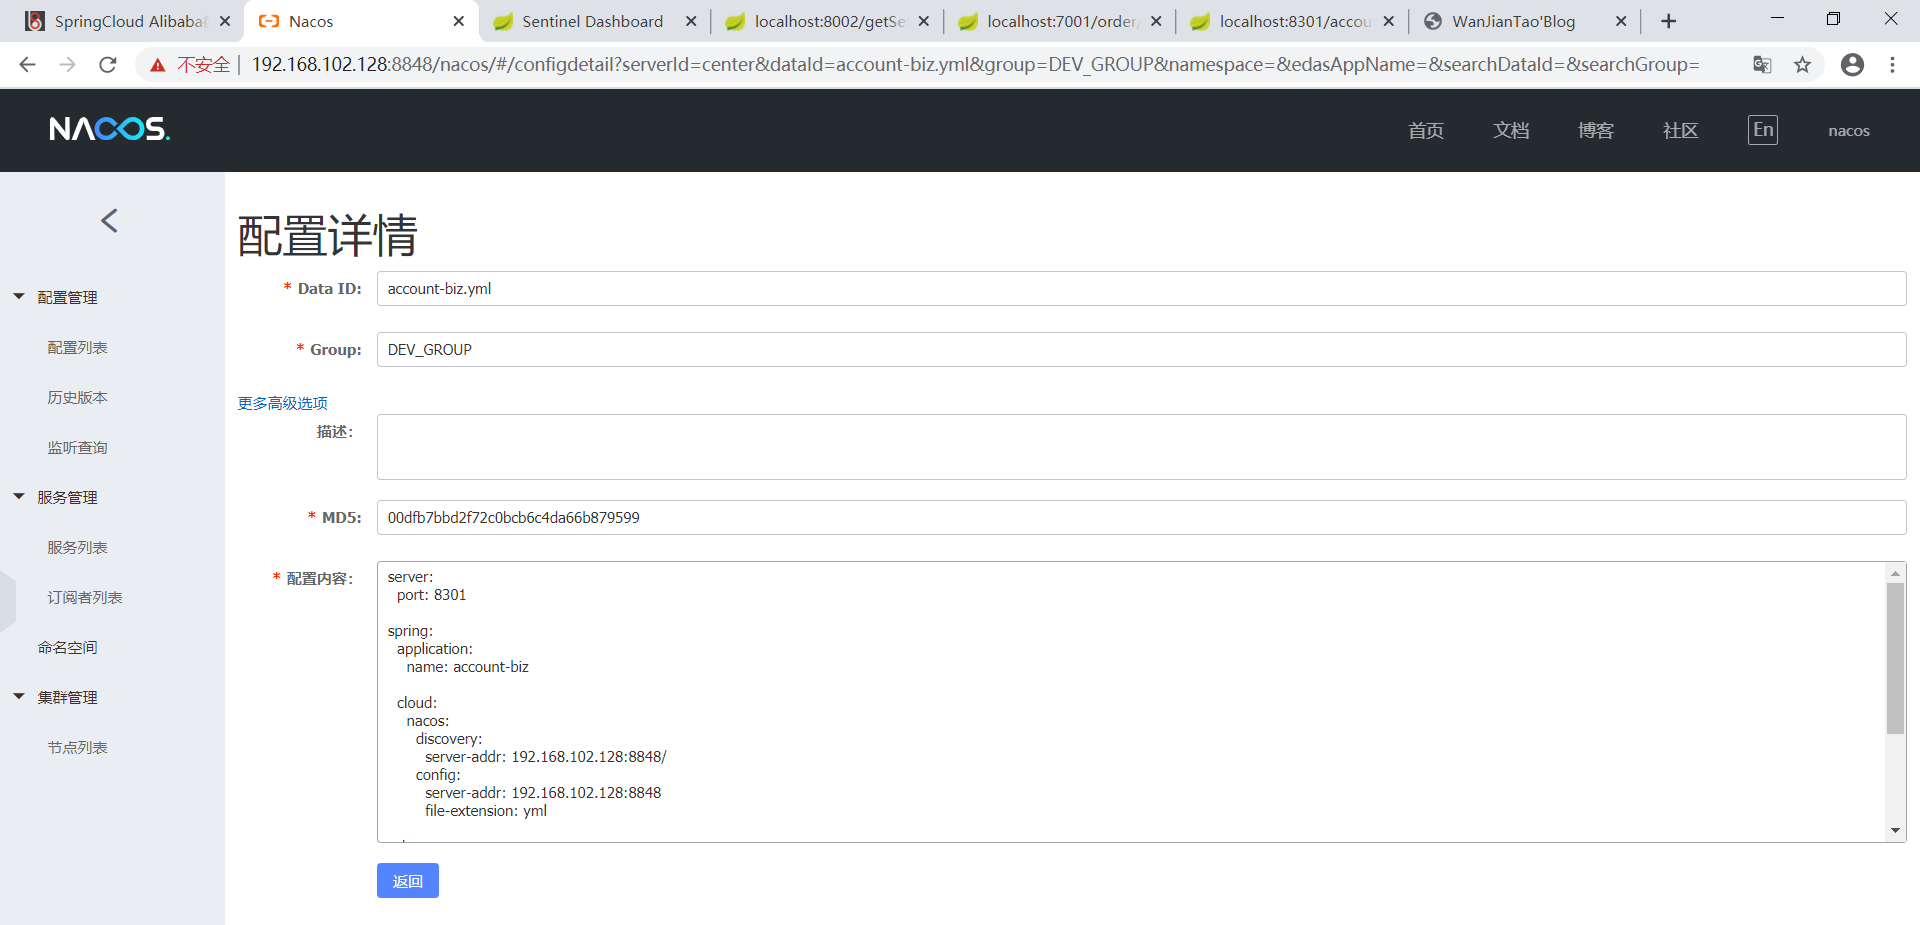 SpringCloud Alibaba
Nacos
Sentinel Dashboard
localhost:8002/getSe
localhost:7001/order/
localhost:8301/accou
WanJianTao'Blog
不安全
192.168.102.128:8848/nacos/#/configdetail?serverId=center&dataId=account-biz.yml&group=DEV_GROUP&namespace=&edasAppName=&searchDataId=&searchGroup=
NACOS.
首页
文档
博客
社区
En
nacos
配置管理
配置列表
历史版本
监听查询
服务管理
服务列表
订阅者列表
命名空间
集群管理
节点列表
配置详情
* Data ID: account-biz.yml
* Group: DEV_GROUP
更多高级选项
描述:
* MD5: 00dfb7bbd2f72c0bcb6c4da66b879599
* 配置内容:
server:
port: 8301
spring:
application:
name: account-biz
cloud:
nacos:
discovery:
server-addr: 192.168.102.128:8848/
config:
server-addr: 192.168.102.128:8848
file-extension: yml
返回